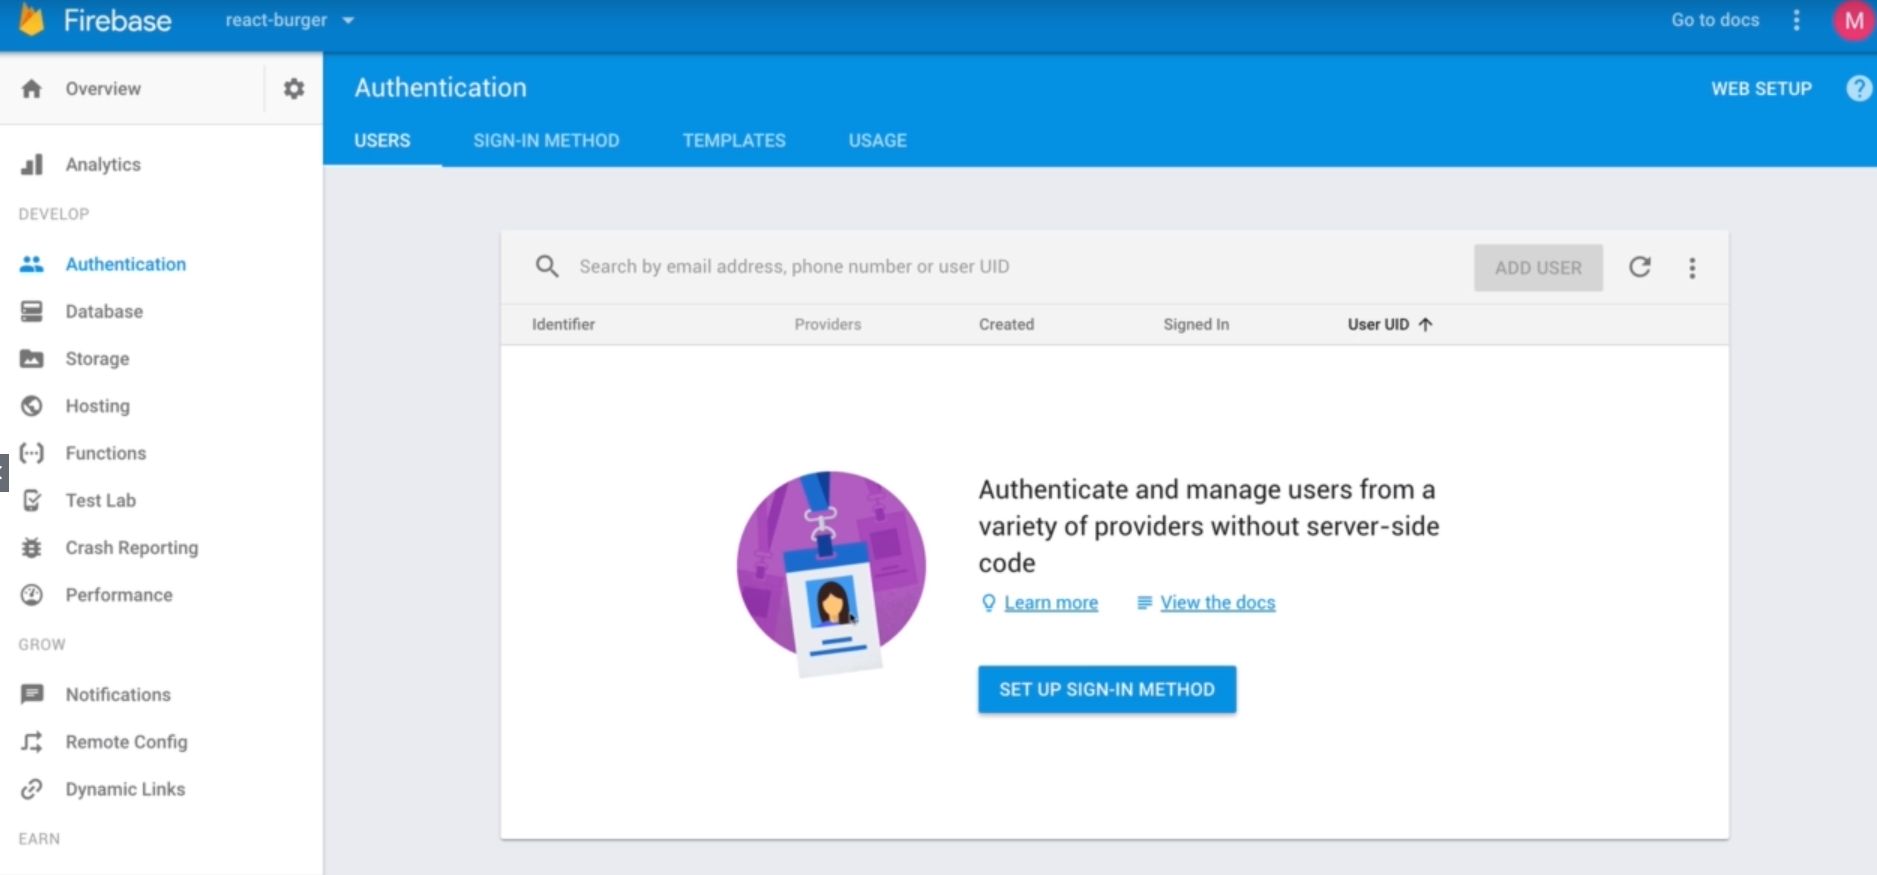 Firebase
react-burger
Go to docs
M
Overview
Authentication
WEB SETUP
?
USERS
SIGN-IN METHOD
TEMPLATES
USAGE
Analytics
DEVELOP
Authentication
Database
Storage
Hosting
Functions
Test Lab
Crash Reporting
Performance
GROW
Notifications
Remote Config
Dynamic Links
EARN
Search by email address, phone number or user UID
ADD USER
Identifier
Providers
Created
Signed In
User UID
Authenticate and manage users from a
variety of providers without server-side
code
Learn more
View the docs
SET UP SIGN-IN METHOD